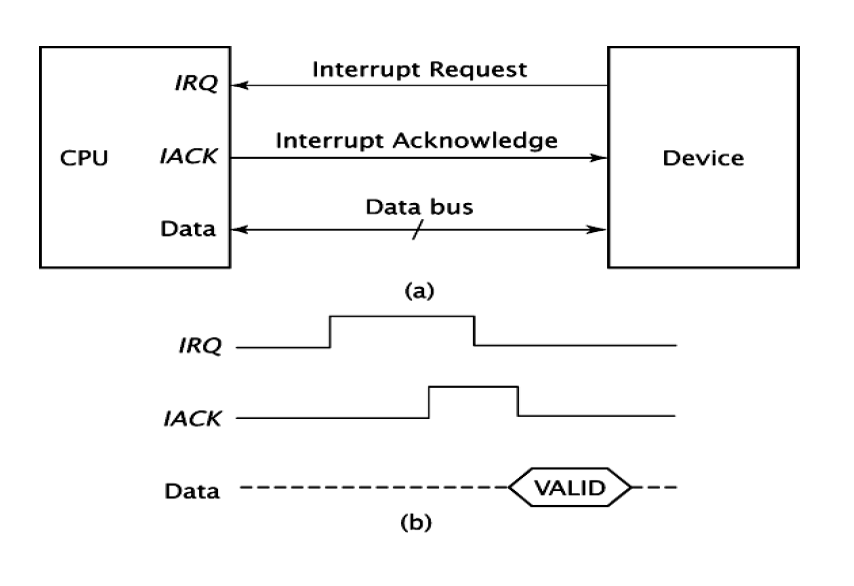 Interrupt Request
IRQ
Interrupt Acknowledge
CPU IACK Device
Data bus
Data
(a)
IRQ
IACK
Data VALID
(b)